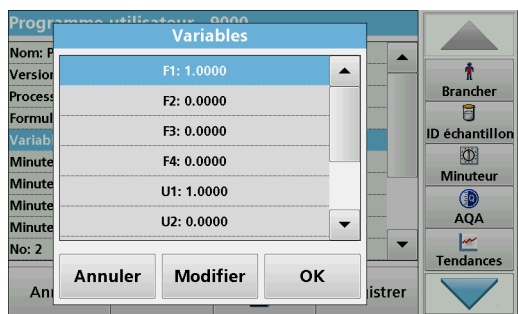 Programme utilisateur 9000
Variables
Nom: P
Version
Process
Formul
Variabl
Minute
Minute
Minute
Minute
No: 2
F1: 1.0000
F2: 0.0000
F3: 0.0000
F4: 0.0000
U1: 1.0000
U2: 0.0000
Annuler
Modifier
OK
An
istrer
Brancher
ID échantillon
Minuteur
AQA
Tendances